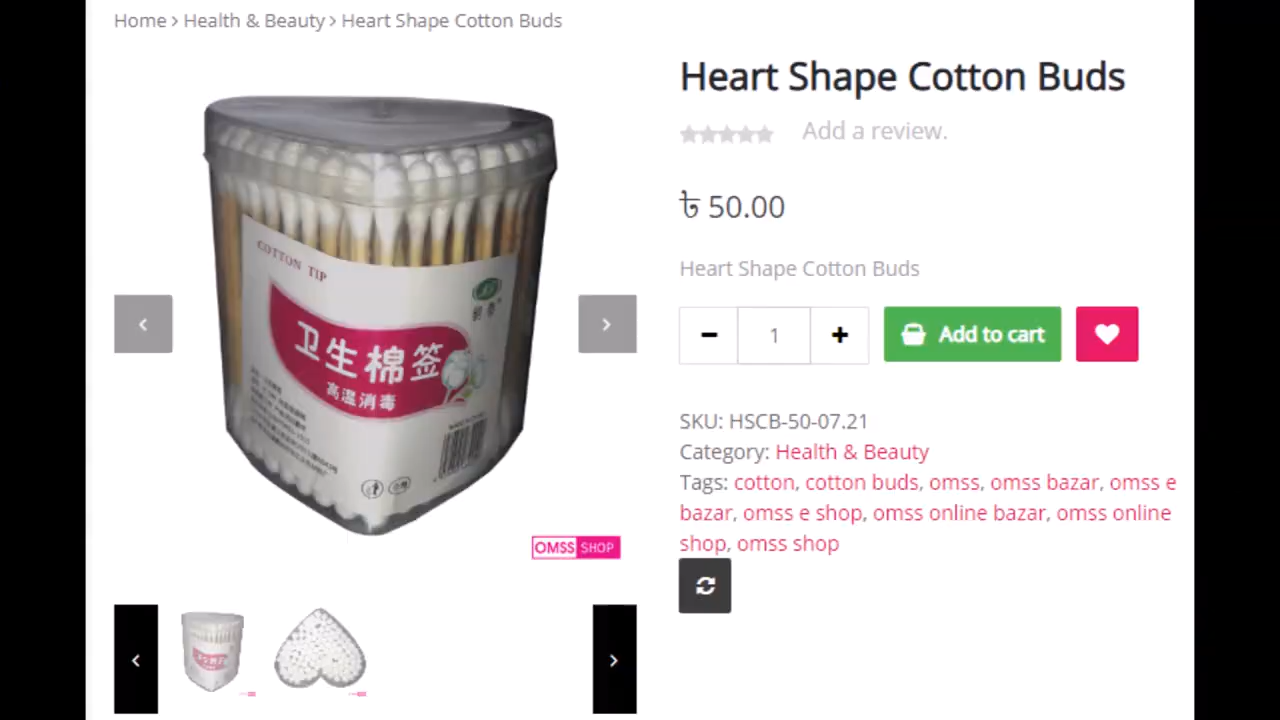 Home > Health & Beauty > Heart Shape Cotton Buds
Heart Shape Cotton Buds
Add a review.
৳ 50.00
Heart Shape Cotton Buds
1
Add to cart
SKU: HSCB-50-07.21
Category: Health & Beauty
Tags: cotton, cotton buds, omss, omss bazar, omss e
bazar, omss e shop, omss online bazar, omss online
shop, omss shop
COTTON TIP
卫生棉签
高温消毒
OMSS SHOP